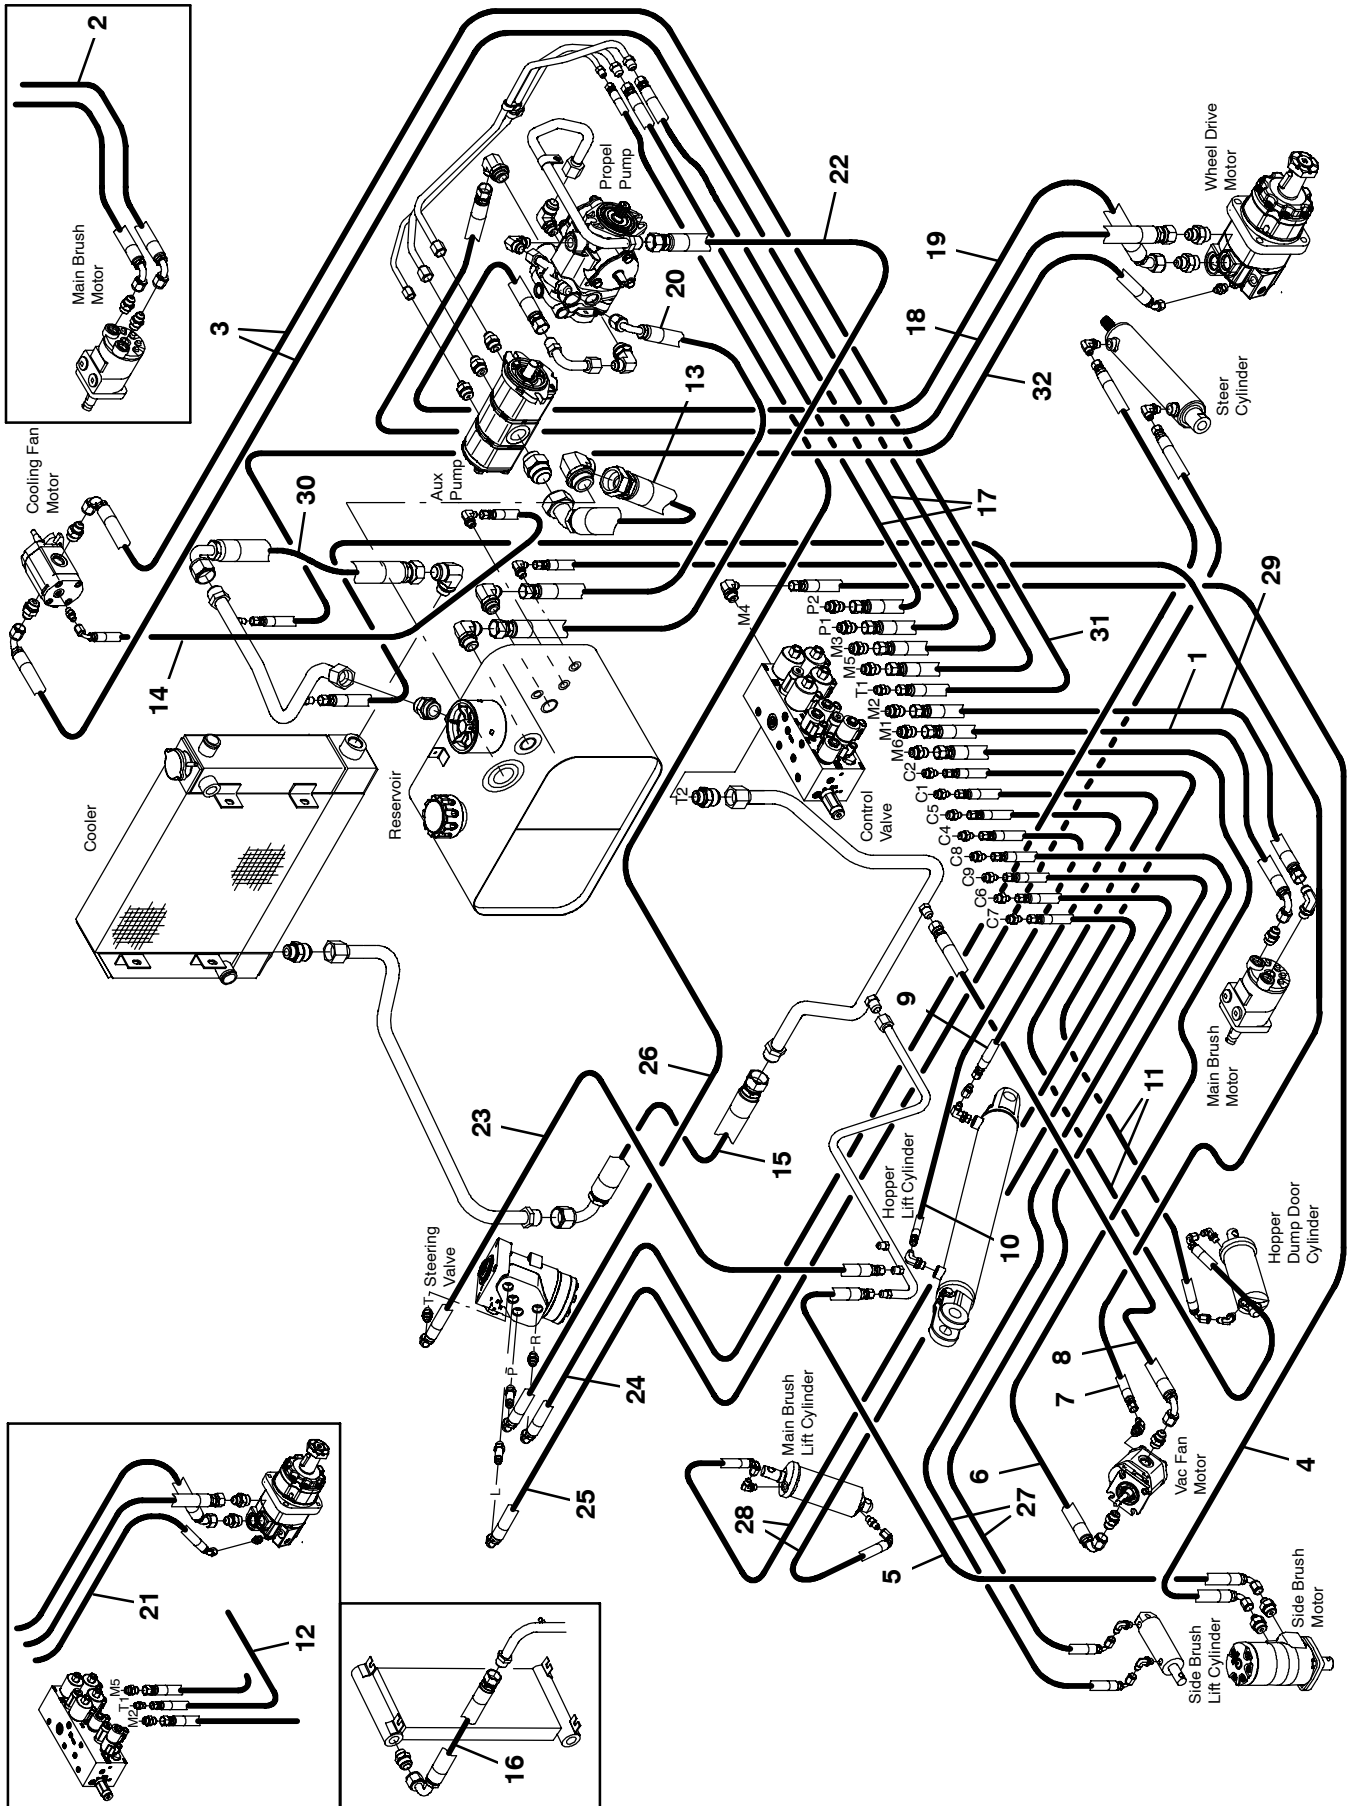 2
Main Brush
Motor
3
Cooling Fan
Motor
Propel
Pump
22
Wheel Drive
Motor
19
18
32
20
13
Aux
Pump
30
14
17
Steer
Cylinder
Cooler
Reservoir
M4
P2
P1
M3
M5
T1
M2
M1
M6
C2
C1
C5
C4
C8
C9
C6
C7
T2
Control
Valve
31
1
29
26
23
15
9
Hopper
Lift Cylinder
10
11
Main Brush
Motor
Steering
Valve
T
P
R
L
24
25
Main Brush
Lift Cylinder
28
5
27
6
7
8
Vac Fan
Motor
Hopper
Dump Door
Cylinder
4
Side Brush
Motor
Side Brush
Lift Cylinder
21
12
M5
T1
M2
16